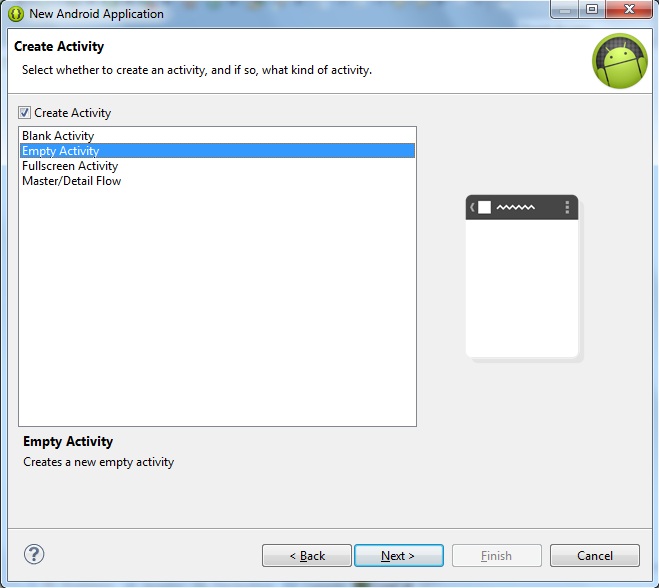 New Android Application
Create Activity
Select whether to create an activity, and if so, what kind of activity.
Create Activity
Blank Activity
Empty Activity
Fullscreen Activity
Master/Detail Flow
Empty Activity
Creates a new empty activity
?
< Back
Next >
Finish
Cancel